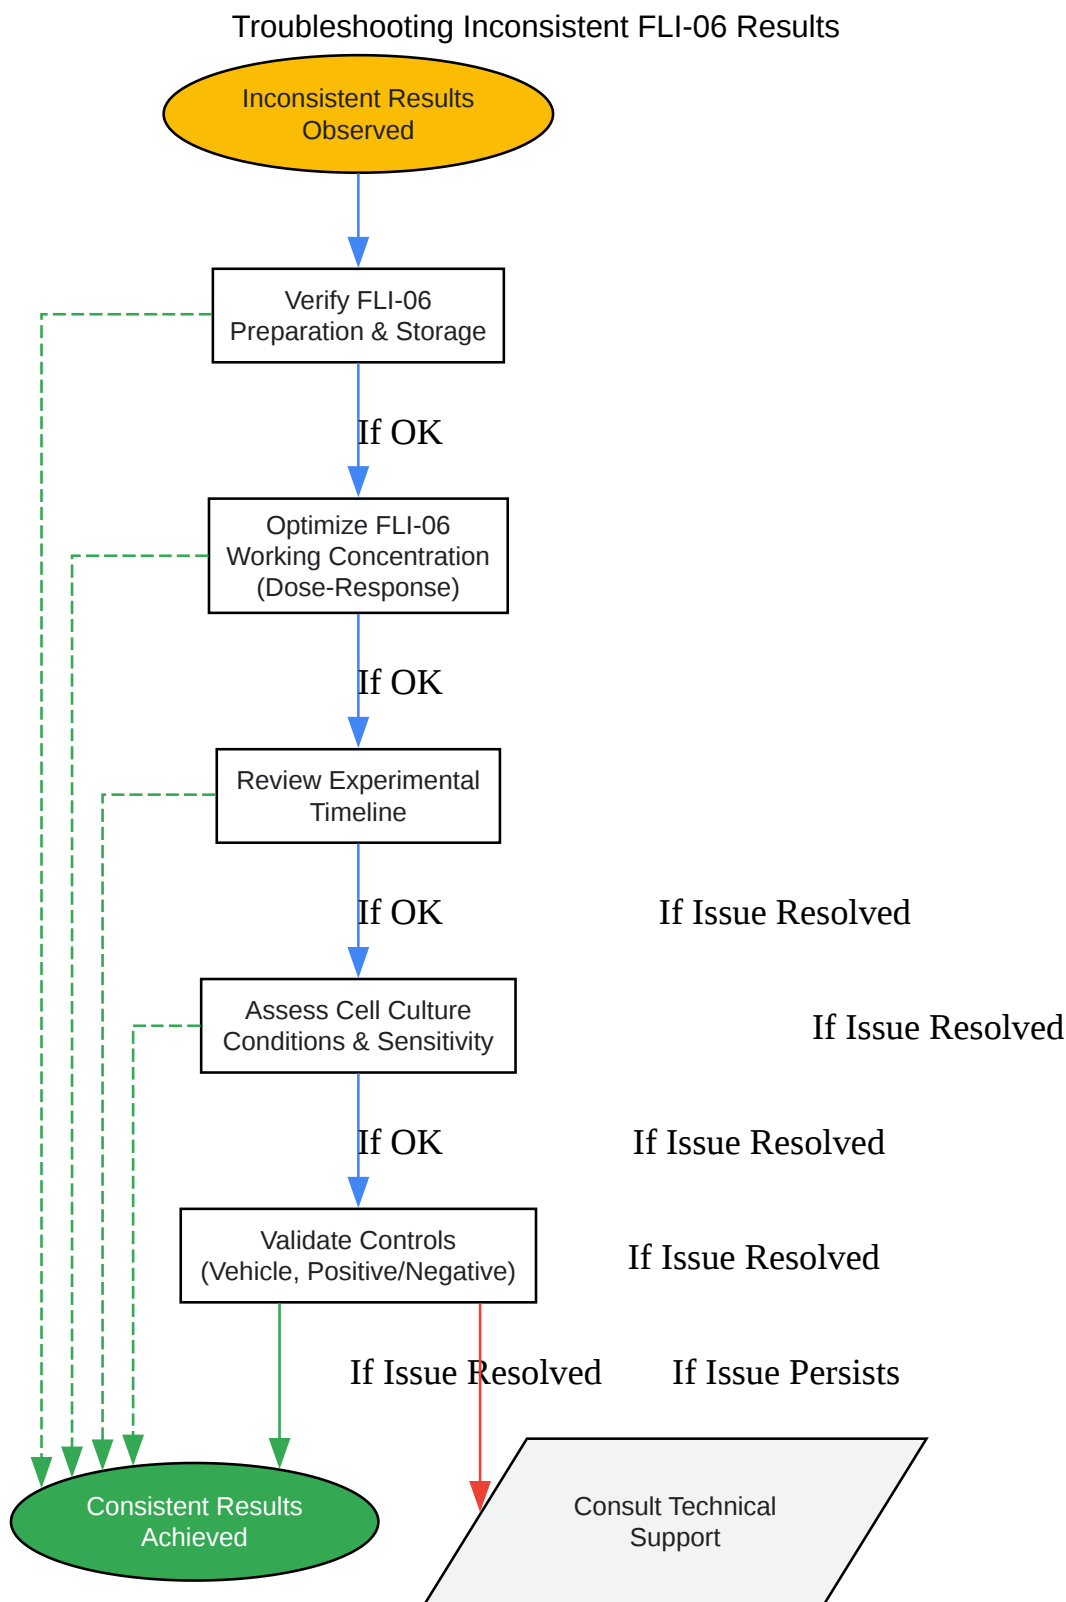 Troubleshooting Inconsistent FLI-06 Results
Inconsistent Results
Observed
Verify FLI-06
Preparation & Storage
If OK
Optimize FLI-06
Working Concentration
(Dose-Response)
If OK
Review Experimental
Timeline
If OK
If Issue Resolved
Assess Cell Culture
Conditions & Sensitivity
If Issue Resolved
If OK
If Issue Resolved
Validate Controls
(Vehicle, Positive/Negative)
If Issue Resolved
If Issue Resolved
If Issue Persists
Consistent Results
Achieved
Consult Technical
Support